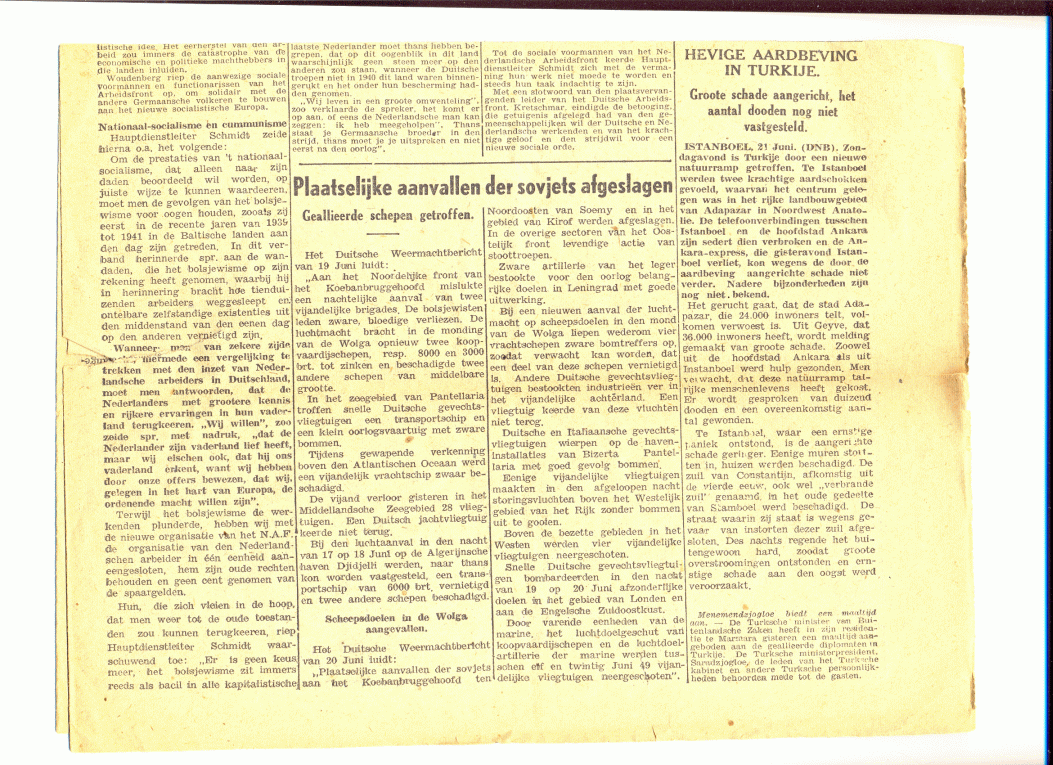 listische idee. Het eerherstel van den ar-
beid zou immers de catastrophe van de
economische en politieke machthebbers in
die landen inluiden.
Woudenberg riep de aanwezige sociale
voormannen en functionarissen van het
Arbeidsfront op, om solidair met de
andere Germaansche volkeren te bouwen
aan het nieuwe socialistische Europa.
Nationaal-socialisme en cummunisme
Hauptdienstleiter Schmidt zeide
hierna o.a. het volgende:
Om de prestaties van 't nationaal-
socialisme, dat alleen naar zijn
daden beoordeeld wil worden, op
juiste wijze te kunnen waardeeren,
moet men de gevolgen van het bolsje-
wisme voor oogen houden, zooals zij
eerst in de recente jaren van 1939
tot 1941 in de Baltische landen aan
den dag zijn getreden. In dit ver-
band herinnerde spr. aan de wan-
daden, die het bolsjewisme op zijn
rekening heeft genomen, waarbij hij
in herinnering bracht hoe tiendui-
zenden arbeiders weggesleept en
ontelbare zelfstandige existenties uit
den middenstand van den eenen dag
op den anderen vernietigd zijn.
Wanneer men van zekere zijde
hiermede een vergelijking te
trekken met den inzet van Neder-
landsche arbeiders in Duitschland,
moet men antwoorden, dat de
Nederlanders met grootere kennis
en rijkere ervaringen in hun vader-
land terugkeeren. „Wij willen", zoo
zeide spr. met nadruk, „dat de
Nederlander zijn vaderland lief heeft,
maar wij eischen ook, dat hij ons
vaderland erkent, want wij hebben
door onze offers bewezen, dat wij,
gelegen in het hart van Europa, de
ordenende macht willen zijn".
Terwijl het bolsjewisme de wer-
kenden plunderde, hebben wij met
de nieuwe organisatie van het N.A.F.
de organisatie van den Nederland-
schen arbeider in één eenheid aan-
eengesloten, hem zijn oude rechten
behouden en geen cent genomen van
de spaargelden.
Hun, die zich vleien in de hoop,
dat men weer tot de oude toestan-
den zou kunnen terugkeeren, riep
Hauptdienstleiter Schmidt waar-
schuwend toe: „Er is geen keus
meer, het bolsjewisme zit immers
reeds als bacil in alle kapitalistische
laatste Nederlander moet thans hebben be-
grepen, dat op dit oogenblik in dit land
waarschijnlijk geen steen meer op den
anderen zou staan, wanneer de Duitsche
troepen niet in 1940 dit land waren binnen-
gerukt en het onder hun bescherming had-
den genomen.
„Wij leven in een groote omwenteling",
zoo verklaarde de spreker, het komt er
op aan, of eens de Nederlandsche man kan
zeggen: ik heb meegeholpen". Thans
staat je Germaansche broeder in den
strijd, thans moet je je uitspreken en niet
eerst na den oorlog".
Tot de sociale voormannen van het Ne-
derlandsche Arbeidsfront keerde Haupt-
dienstleiter Schmidt zich met de verma-
ning hun werk niet moede te worden en
steeds hun taak indachtig te zijn.
Met een slotwoord van den plaatsvervan-
genden leider van het Duitsche Arbeids-
front, Kretschmar, eindigde de betooging,
die getuigenis afgelegd had van den ge-
meenschappelijken wil der Duitsche en Ne-
derlandsche werkenden en van het krach-
tige geloof en den strijdwil voor een
nieuwe sociale orde.
Plaatselijke aanvallen der sovjets afgeslagen
Geallieerde schepen getroffen.
Het Duitsche Weermachtbericht
van 19 Juni luidt:
„Aan het Noordelijke front van
het Koebanbruggehoofd mislukte
een nachtelijke aanval van twee
vijandelijke brigades. De bolsjewisten
leden zware, bloedige verliezen. De
luchtmacht bracht in de monding
van de Wolga opnieuw twee koop-
vaardijschepen, resp. 8000 en 3000
brt. tot zinken en beschadigde twee
andere schepen van middelbare
grootte.
In het zeegebied van Pantellaria
troffen snelle Duitsche gevechts-
vliegtuigen een transportschip en
een klein oorlogsvaartuig met zware
bommen.
Tijdens gewapende verkenning
boven den Atlantischen Oceaan werd
een vijandelijk vrachtschip zwaar be-
schadigd.
De vijand verloor gisteren in het
Middellandsche Zeegebied 28 vlieg-
tuigen. Een Duitsch jachtvliegtuig
keerde niet terug.
Bij den luchtaanval in den nacht
van 17 op 18 Juni op de Algerijnsche
haven Djidjelli werden, naar thans
kon worden vastgesteld, een trans-
portschip van 6000 brt. vernietigd
en twee andere schepen beschadigd.
Scheepsdoelen in de Wolga
aangevallen.
Het Duitsche Weermachtbericht
van 20 Juni luidt:
„Plaatselijke aanvallen der sovjets
aan het Koebanbruggehoofd ten
Noordoosten van Soemy en in het
gebied van Kirof werden afgeslagen.
In de overige sectoren van het Oos-
telijk front levendige actie van
stoottroepen.
Zware artillerie van het leger
bestookte voor den oorlog belang-
rijke doelen in Leningrad met goede
uitwerking.
Bij een nieuwen aanval der lucht-
macht op scheepsdoelen in den mond
van de Wolga liepen wederom vier
vrachtschepen zware bomtreffers op,
zoodat verwacht kan worden, dat
een deel van deze schepen vernietigd
is. Andere Duitsche gevechtsvlieg-
tuigen bestookten industrieën ver in
het vijandelijke achterland. Een
vliegtuig keerde van deze vluchten
niet terug.
Duitsche en Italiaansche gevechts-
vliegtuigen wierpen op de haven-
installaties van Bizerta Pantel-
laria met goed gevolg bommen.
Eenige vijandelijke vliegtuigen
maakten in den afgeloopen nacht
storingsvluchten boven het Westelijk
gebied van het Rijk zonder bommen
uit te gooien.
Boven de bezette gebieden in het
Westen werden vier vijandelijke
vliegtuigen neergeschoten.
Snelle Duitsche gevechtsvliegtui-
gen bombardeerden in den nacht
van 19 op 20 Juni afzonderlijke
doelen in het gebied van Londen en
aan de Engelsche Zuidoostkust.
Door varende eenheden van de
marine, het luchtdoelgeschut van
koopvaardijschepen en de luchtdoel-
artillerie der marine werden tus-
schen elf en twintig Juni 49 vijan-
delijke vliegtuigen neergeschoten".
HEVIGE AARDBEVING
IN TURKIJE.
Groote schade aangericht, het
aantal dooden nog niet
vastgesteld.
ISTANBOEL, 21 Juni. (DNB). Zon-
dagavond is Turkije door een nieuwe
natuurramp getroffen. Te Istanboel
werden twee krachtige aardschokken
gevoeld, waarvan het centrum gele-
gen was in het rijke landbouwgebied
van Adapazar in Noordwest Anato-
lie. De telefoonverbindingen tusschen
Istanboel en de hoofdstad Ankara
zijn sedert dien verbroken en de An-
kara-express, die gisteravond Istan-
boel verliet, kon wegens de door de
aardbeving aangerichte schade niet
verder. Nadere bijzonderheden zijn
nog niet bekend.
Het gerucht gaat, dat de stad Ada-
pazar, die 24.000 inwoners telt, vol-
komen verwoest is. Uit Geyve, dat
36.000 inwoners heeft, wordt melding
gemaakt van groote schade. Zoowel
uit de hoofdstad Ankara als uit
Instanboel werd hulp gezonden. Men
verwacht, dat deze natuurramp tal-
rijke menschenlevens heeft gekost.
Er wordt gesproken van duizend
dooden en een overeenkomstig aan-
tal gewonden.
Te Istanboel, waar een ernstige
paniek ontstond, is de aangerichte
schade geringer. Eenige muren stort-
ten in, huizen werden beschadigd. De
zuil van Constantijn, afkomstig uit
de vierde eeuw, ook wel „verbrande
zuil" genaamd, in het oude gedeelte
van Stamboel werd beschadigd. De
straat waarin zij staat is wegens ge-
vaar van instorten dezer zuil afge-
sloten. Des nachts regende het bui-
tengewoon hard, zoodat groote
overstroomingen ontstonden en ern-
stige schade aan den oogst werd
veroorzaakt.
Menemendsjogloe biedt een maaltijd
aan. — De Turksche minister van Bui-
tenlandsche Zaken heeft in zijn residen-
tie te Marmara gisteren een maaltijd aan-
geboden aan de geallieerde diplomaten in
Turkije. De Turksche ministerpresident,
Saradzjogloe, de leden van het Turksche
kabinet en andere Turksche persoonlijk-
heden behoorden mede tot de gasten.